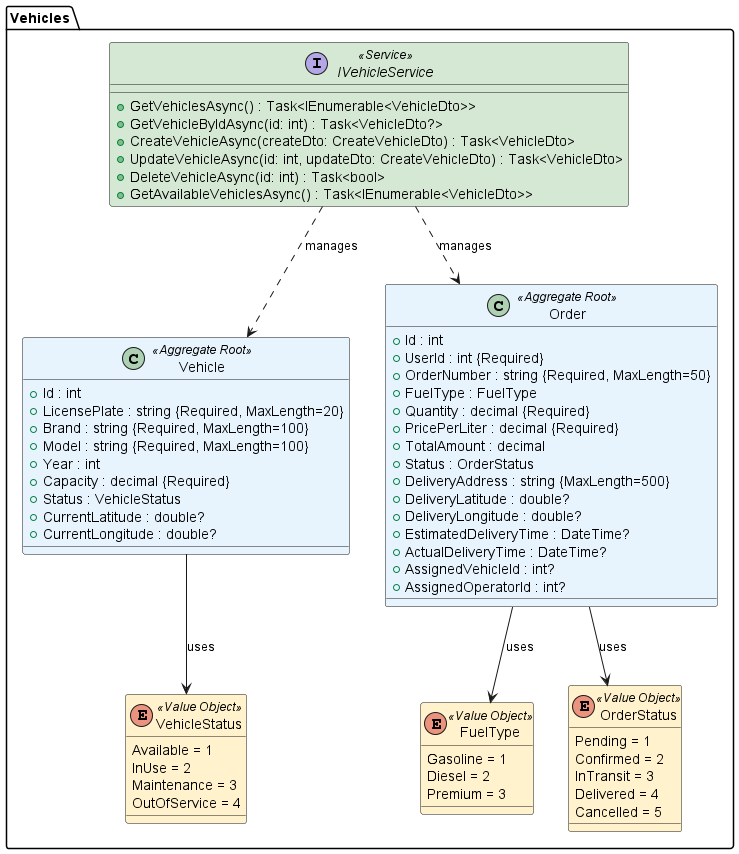 Vehicles
«Service»
I
IVehicleService
GetVehiclesAsync() : Task<IEnumerable<VehicleDto>>
GetVehicleByIdAsync(id: int) : Task<VehicleDto?>
CreateVehicleAsync(createDto: CreateVehicleDto) : Task<VehicleDto>
UpdateVehicleAsync(id: int, updateDto: CreateVehicleDto) : Task<VehicleDto>
DeleteVehicleAsync(id: int) : Task<bool>
GetAvailableVehiclesAsync() : Task<IEnumerable<VehicleDto>>
manages
manages
«Aggregate Root»
C
Order
Id : int
UserId : int {Required}
OrderNumber : string {Required, MaxLength=50}
FuelType : FuelType
Quantity : decimal {Required}
PricePerLiter : decimal {Required}
TotalAmount : decimal
Status : OrderStatus
DeliveryAddress : string {MaxLength=500}
DeliveryLatitude : double?
DeliveryLongitude : double?
EstimatedDeliveryTime : DateTime?
ActualDeliveryTime : DateTime?
AssignedVehicleId : int?
AssignedOperatorId : int?
«Aggregate Root»
C
Vehicle
Id : int
LicensePlate : string {Required, MaxLength=20}
Brand : string {Required, MaxLength=100}
Model : string {Required, MaxLength=100}
Year : int
Capacity : decimal {Required}
Status : VehicleStatus
CurrentLatitude : double?
CurrentLongitude : double?
uses
uses
uses
«Value Object»
E
VehicleStatus
Available = 1
InUse = 2
Maintenance = 3
OutOfService = 4
«Value Object»
E
FuelType
Gasoline = 1
Diesel = 2
Premium = 3
«Value Object»
E
OrderStatus
Pending = 1
Confirmed = 2
InTransit = 3
Delivered = 4
Cancelled = 5